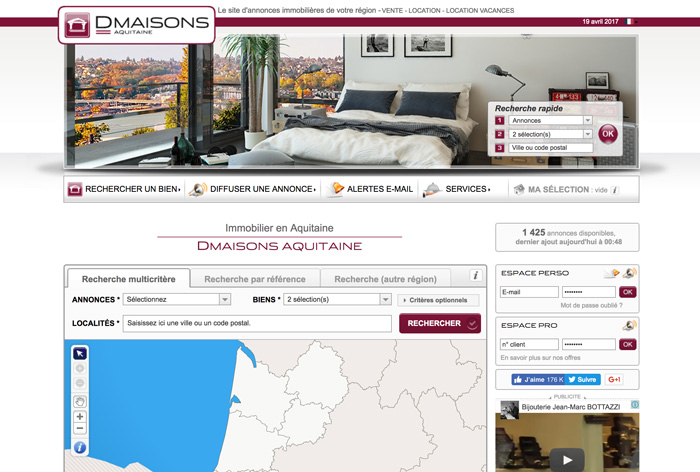 DMAISONS
AQUITAINE
Le site d'annonces immobilières de votre région - VENTE - LOCATION - LOCATION VACANCES
19 avril 2017
Recherche rapide
1 Annonces
2 2 sélection(s)
OK
3 Ville ou code postal
RECHERCHER UN BIEN
DIFFUSER UNE ANNONCE
ALERTES E-MAIL
SERVICES
MA SÉLECTION : vide i
Immobilier en Aquitaine
DMAISONS AQUITAINE
1 425 annonces disponibles,
dernier ajout aujourd'hui à 00:48
Recherche multicritère
Recherche par référence
Recherche (autre région)
i
ANNONCES * Sélectionnez
BIENS * 2 sélection(s)
Critères optionnels
LOCALITÉS * Saisissez ici une ville ou un code postal.
RECHERCHER
ESPACE PERSO
E-mail
OK
Mot de passe oublié ?
ESPACE PRO
n° client
OK
En savoir plus sur nos offres
J'aime 176 K
Suivre
G+1
PUBLICITE
Bijouterie Jean-Marc BOTTAZZI